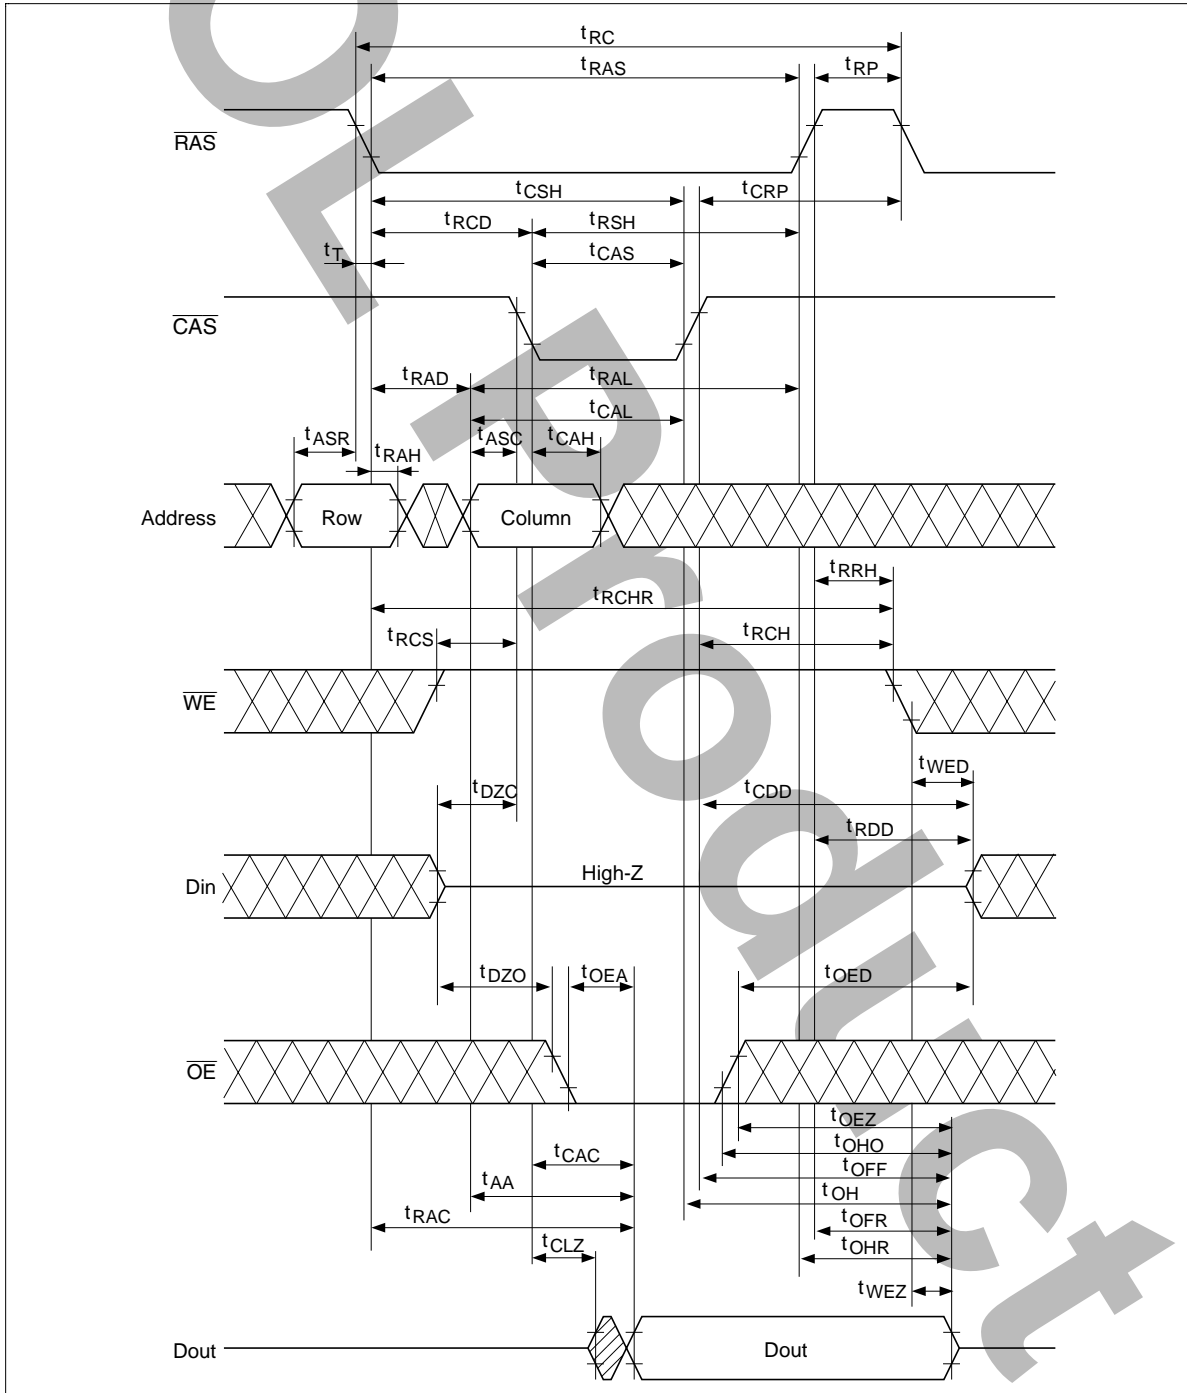 tRC
tRAS tRP
RAS
tCSH tCRP
tRCD tRSH
tT tCAS
CAS
tRAD tRAL
tCAL
tASR tASC tCAH
tRAH
Address Row Column
tRRH
tRCHR
tRCS tRCH
WE
tWED
tDZC tCDD
tRDD
Din High-Z
tDZO tOEA tOED
OE
tOEZ
tOHO
tCAC tOFF
tAA tOH
tRAC tOFR
tCLZ tOHR
tWEZ
Dout Dout
OL Product